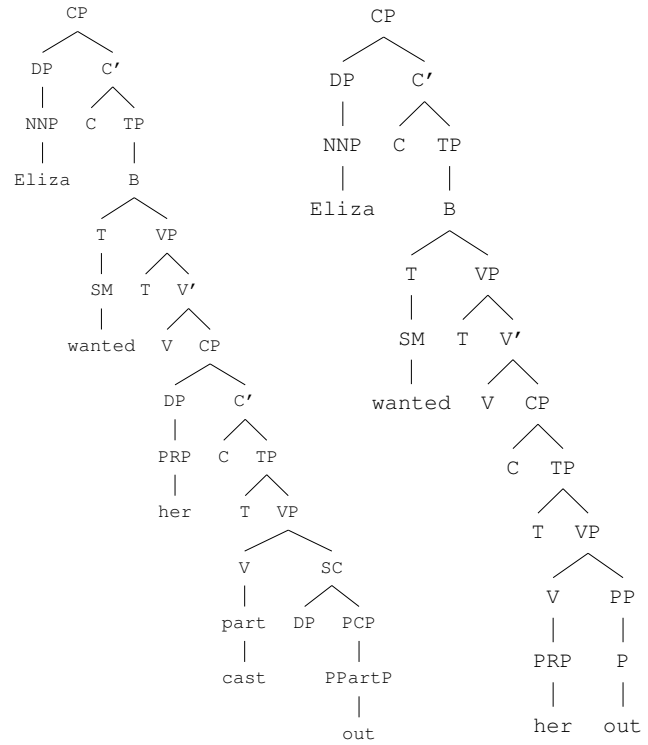 CP
DP C′
NNP C TP
Eliza B
T VP
SM T V′
wanted V CP
DP C′
PRP C TP
her T VP
V SC
part DP PCP
cast PPartP
out
CP
DP C′
NNP C TP
Eliza B
T VP
SM T V′
wanted V CP
C TP
T VP
V PP
PRP P
her out